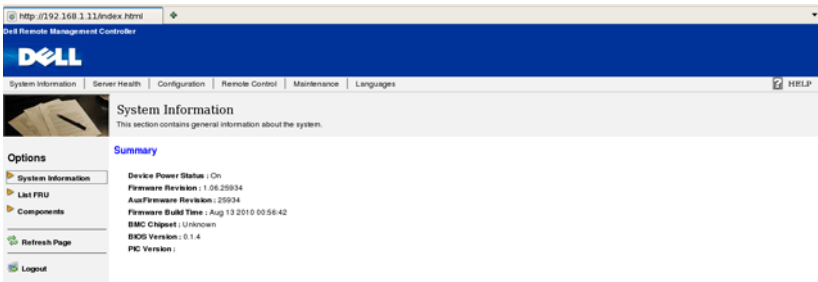 http://192.168.1.11/index.html
Dell Remote Management Controller
DELL
System Information Server Health Configuration Remote Control Maintenance Languages HELP
System Information
This section contains general information about the system.
Options
System Information
List FRU
Components
Refresh Page
Logout
Summary
Device Power Status : On
Firmware Revision : 1.06.25934
AuxFirmware Revision : 25934
Firmware Build Time : Aug 13 2010 00:56:42
BMC Chipset : Unknown
BIOS Version : 0.1.4
PIC Version :